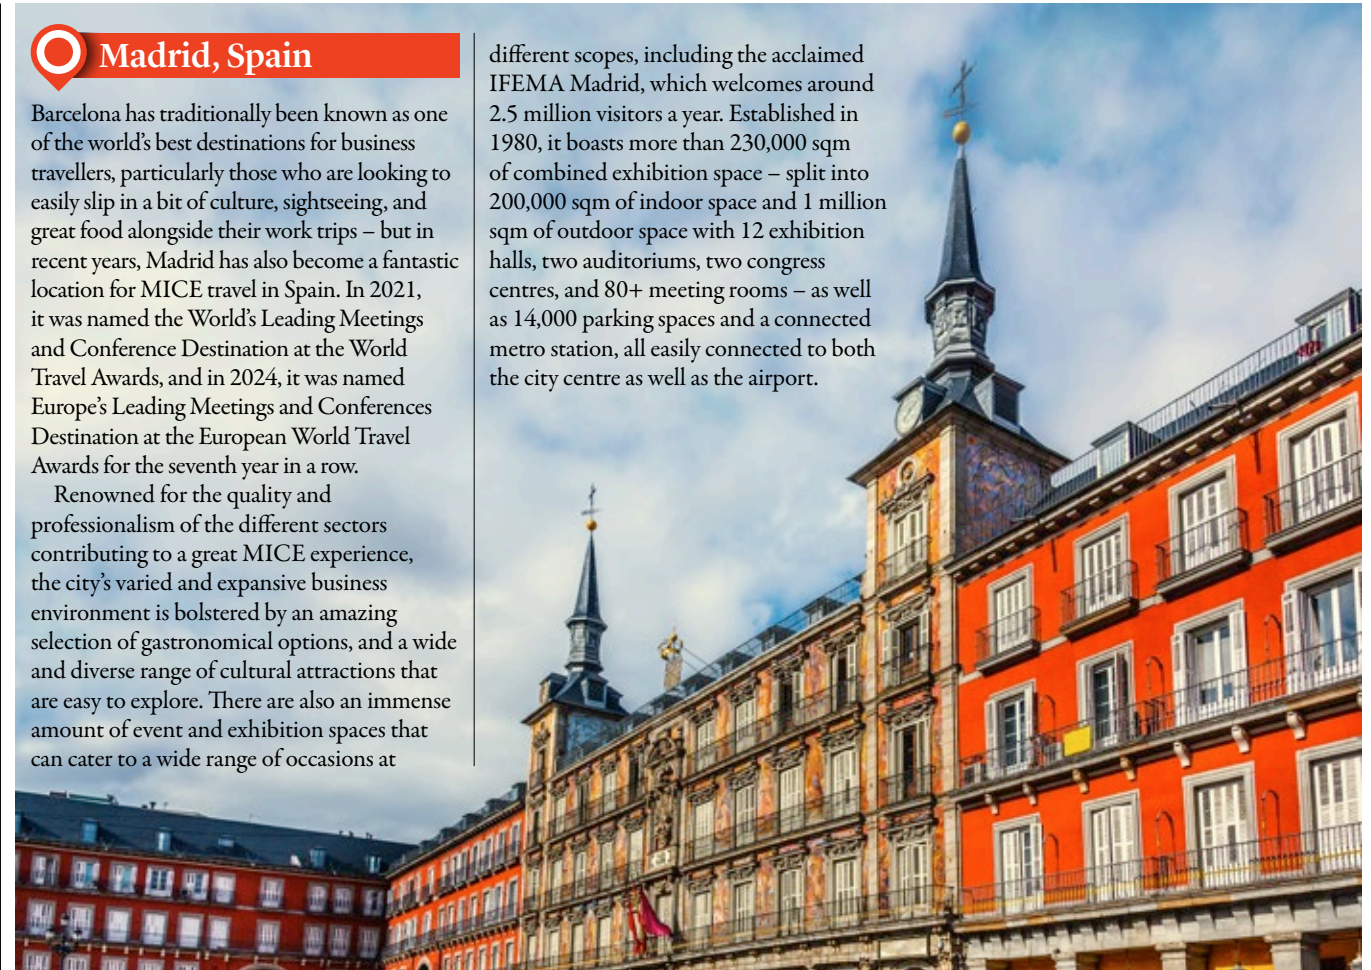 Madrid, Spain
Barcelona has traditionally been known as one
of the world's best destinations for business
travellers, particularly those who are looking to
easily slip in a bit of culture, sightseeing, and
great food alongside their work trips – but in
recent years, Madrid has also become a fantastic
location for MICE travel in Spain. In 2021,
it was named the World's Leading Meetings
and Conference Destination at the World
Travel Awards, and in 2024, it was named
Europe's Leading Meetings and Conferences
Destination at the European World Travel
Awards for the seventh year in a row.
Renowned for the quality and
professionalism of the different sectors
contributing to a great MICE experience,
the city's varied and expansive business
environment is bolstered by an amazing
selection of gastronomical options, and a wide
and diverse range of cultural attractions that
are easy to explore. There are also an immense
amount of event and exhibition spaces that
can cater to a wide range of occasions at
different scopes, including the acclaimed
IFEMA Madrid, which welcomes around
2.5 million visitors a year. Established in
1980, it boasts more than 230,000 sqm
of combined exhibition space – split into
200,000 sqm of indoor space and 1 million
sqm of outdoor space with 12 exhibition
halls, two auditoriums, two congress
centres, and 80+ meeting rooms – as well
as 14,000 parking spaces and a connected
metro station, all easily connected to both
the city centre as well as the airport.